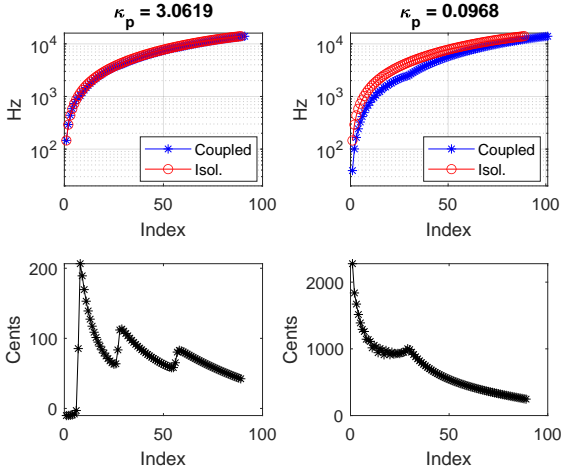 κp = 3.0619
κp = 0.0968
10^4
10^3
10^2
Hz
0
50
100
Index
Coupled
Isol.
10^4
10^3
10^2
Hz
0
50
100
Index
Coupled
Isol.
200
100
0
Cents
0
50
100
Index
2000
1000
0
Cents
0
50
100
Index